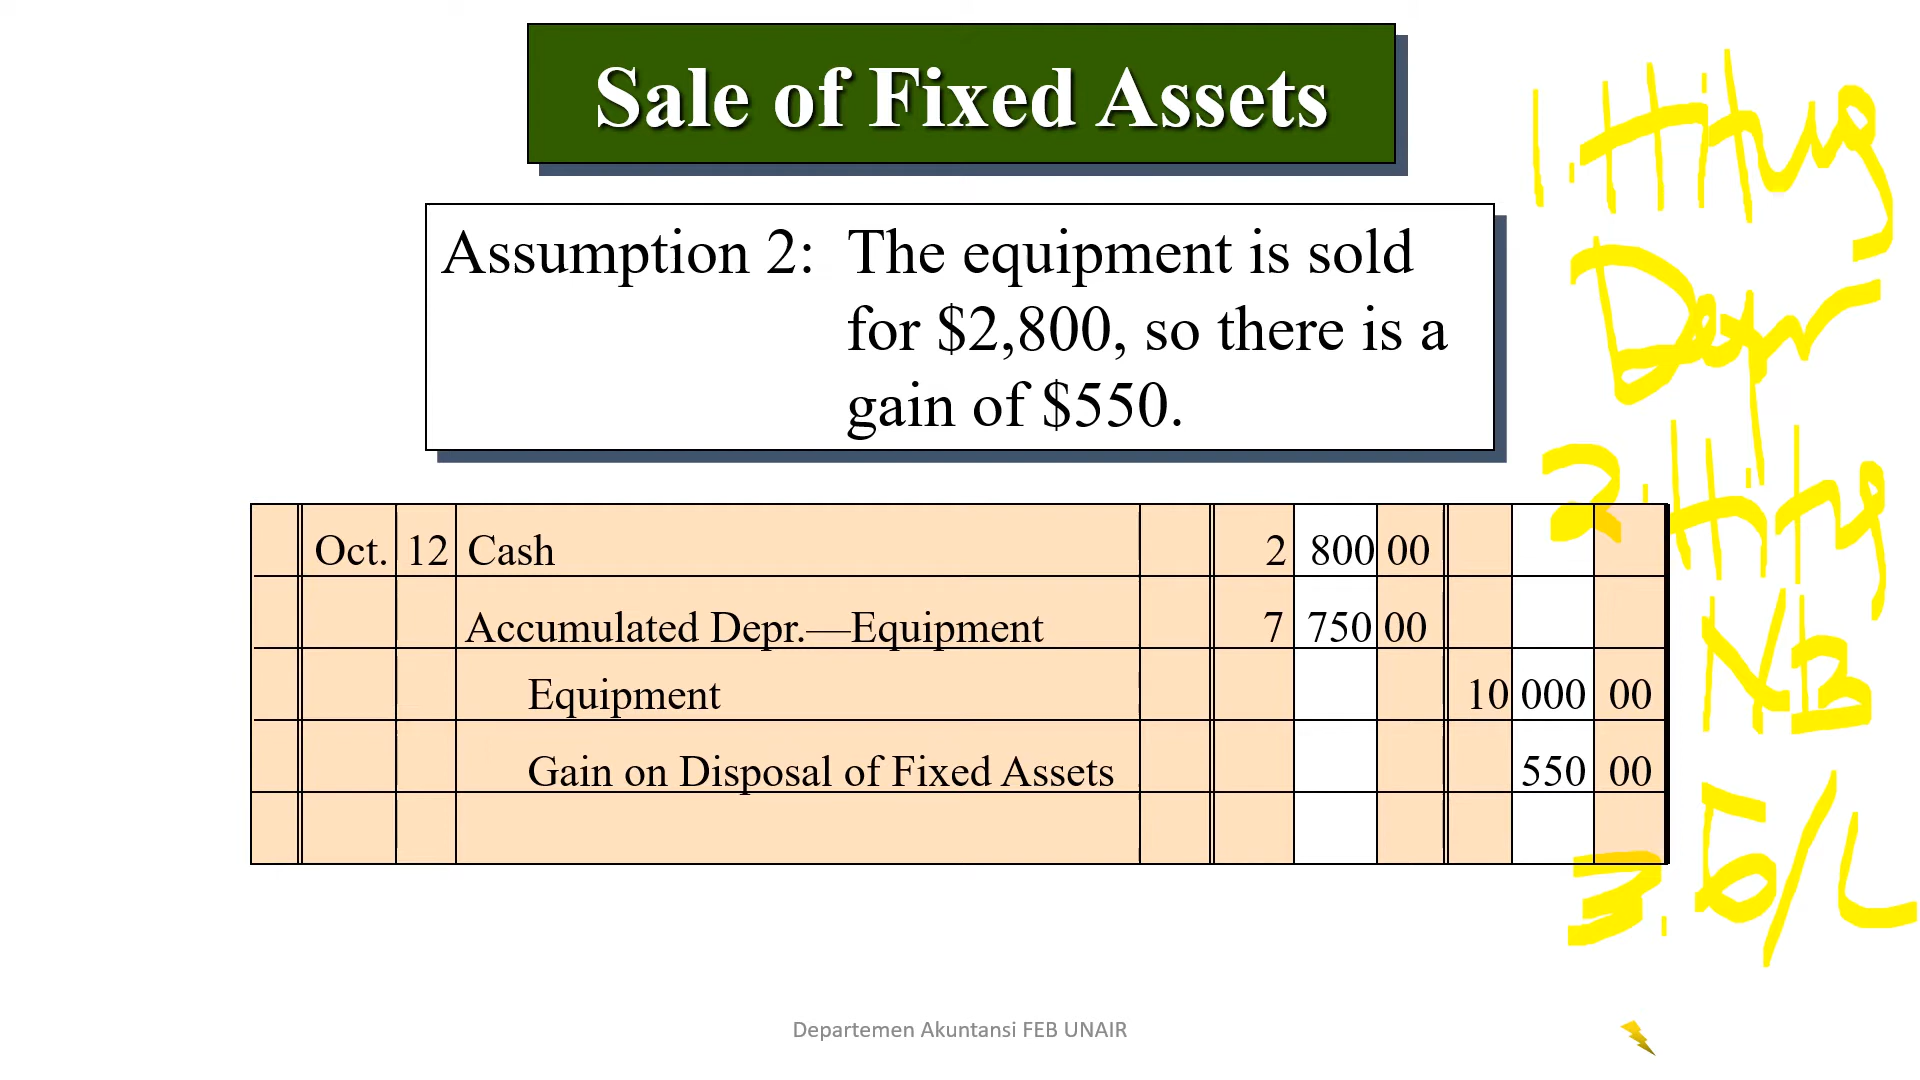 Sale of Fixed Assets
Assumption 2: The equipment is sold
for $2,800, so there is a
gain of $550.
Oct. 12 Cash 2 800 00
Accumulated Depr.—Equipment 7 750 00
Equipment 10 000 00
Gain on Disposal of Fixed Assets 550 00
1. Hitung
Depr
2. Hitg
NB
3. G/L
Departemen Akuntansi FEB UNAIR